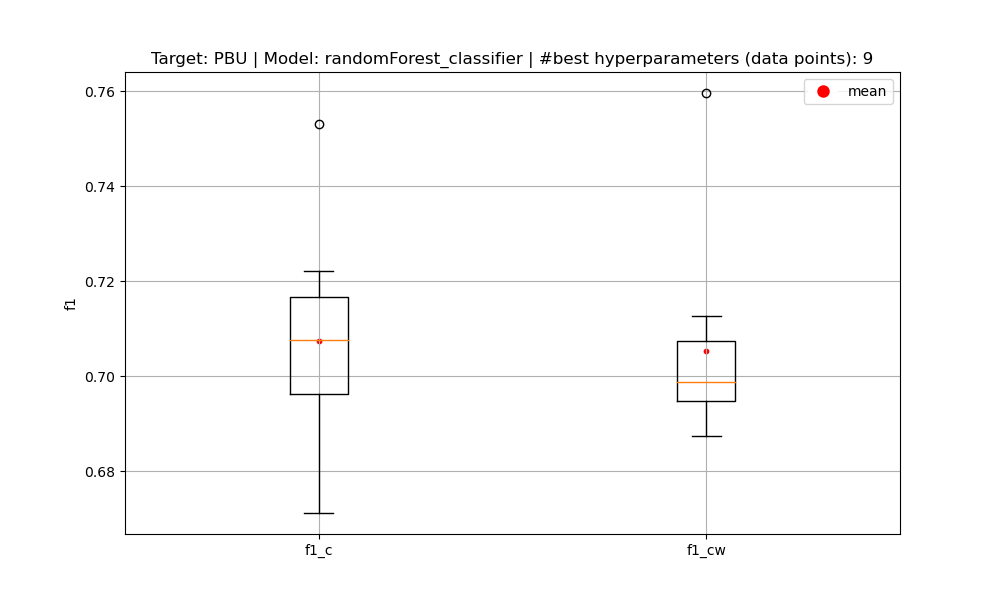 Target: PBU | Model: randomForest_classifier | #best hyperparameters (data points): 9
mean
0.76
0.74
0.72
0.70
0.68
f1
f1_c
f1_cw